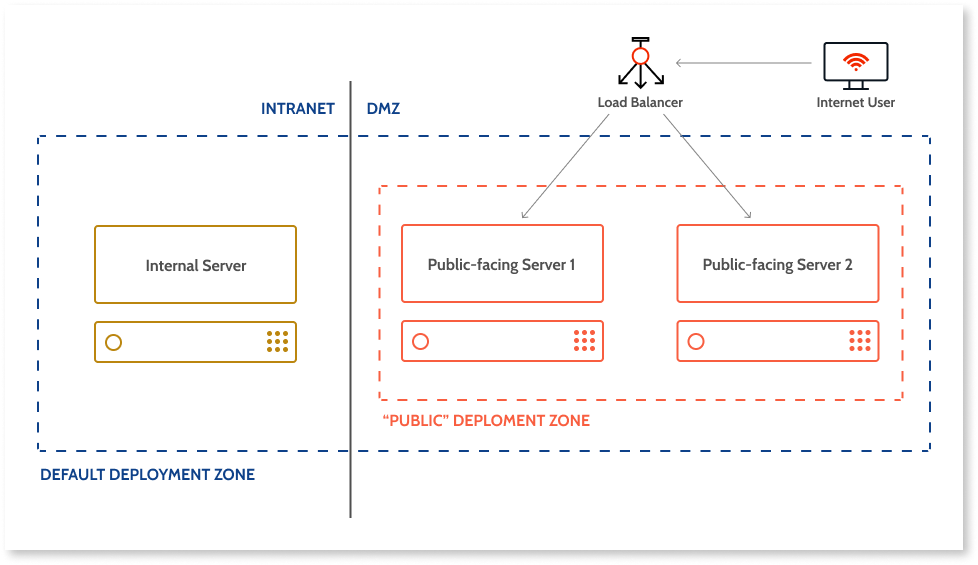 INTRANET
DMZ
Load Balancer
Internet User
Internal Server
Public-facing Server 1
Public-facing Server 2
“PUBLIC” DEPLOMENT ZONE
DEFAULT DEPLOYMENT ZONE